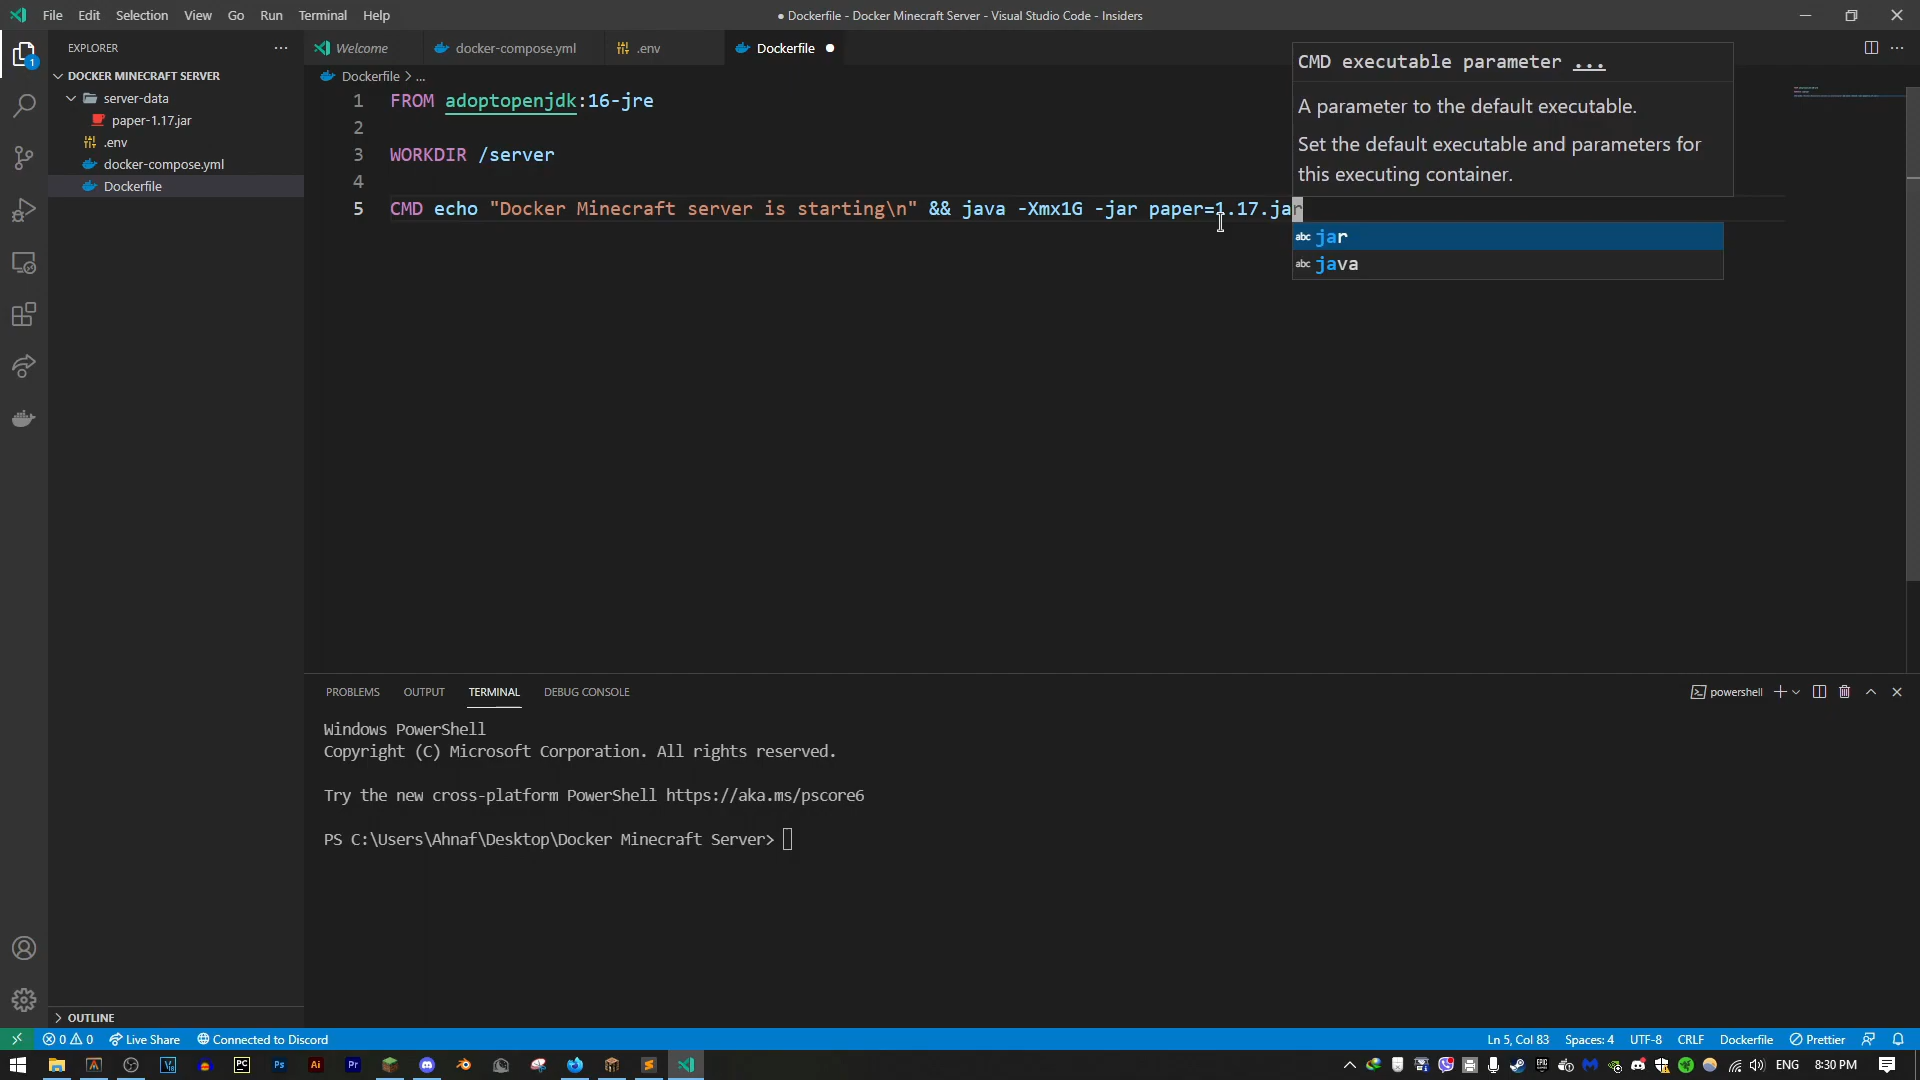 File Edit Selection View Go Run Terminal Help
● Dockerfile - Docker Minecraft Server - Visual Studio Code - Insiders
EXPLORER
Welcome docker-compose.yml .env Dockerfile
DOCKER MINECRAFT SERVER
server-data
paper-1.17.jar
.env
docker-compose.yml
Dockerfile
Dockerfile > ...
1 FROM adoptopenjdk:16-jre
2
3 WORKDIR /server
4
5 CMD echo "Docker Minecraft server is starting\n" && java -Xmx1G -jar paper=1.17.jar
CMD executable parameter ...
A parameter to the default executable.
Set the default executable and parameters for
this executing container.
abc jar
abc java
1
PROBLEMS OUTPUT TERMINAL DEBUG CONSOLE
powershell
Windows PowerShell
Copyright (C) Microsoft Corporation. All rights reserved.
Try the new cross-platform PowerShell https://aka.ms/pscore6
PS C:\Users\Ahnaf\Desktop\Docker Minecraft Server>
OUTLINE
0 0 Live Share Connected to Discord
Ln 5, Col 83 Spaces: 4 UTF-8 CRLF Dockerfile Prettier
PC Ps Ai Pr
ENG 8:30 PM